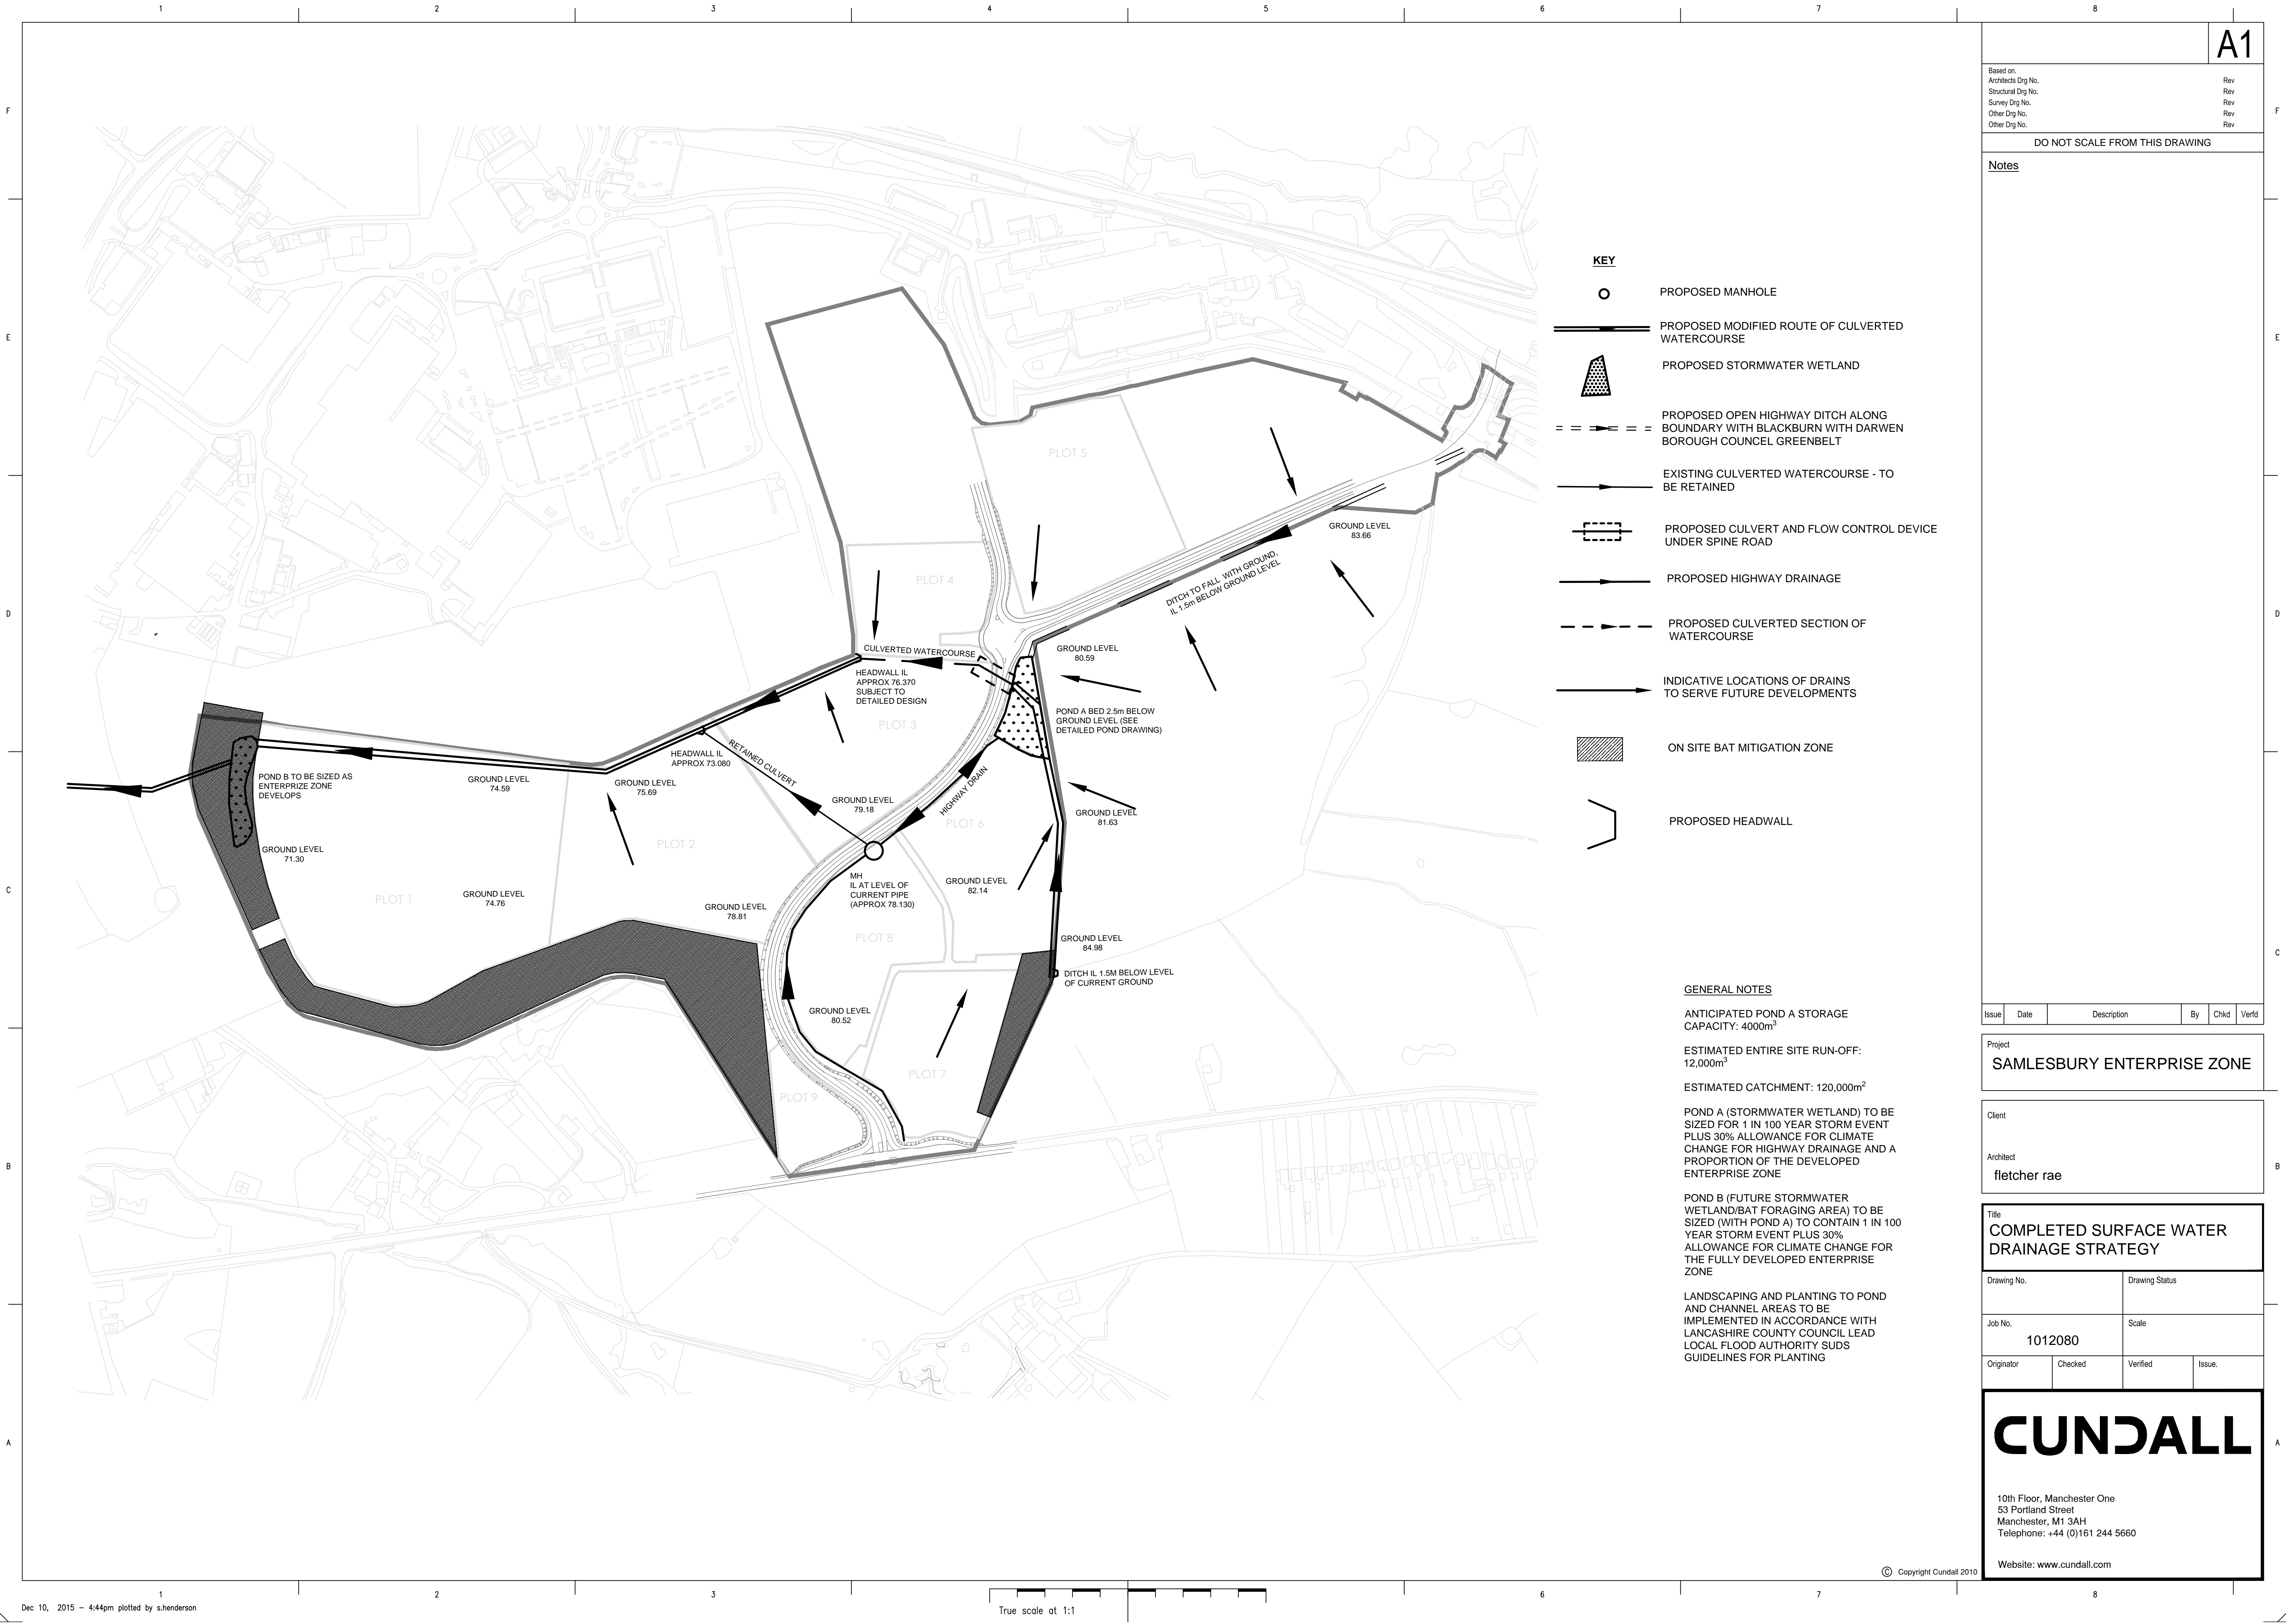 1 2 3 4 5 6 7 8
F
E
D
C
B
A
F
E
D
C
B
A
A1
Based on.
Architects Drg No. Rev
Structural Drg No. Rev
Survey Drg No. Rev
Other Drg No. Rev
Other Drg No. Rev
DO NOT SCALE FROM THIS DRAWING
Notes
KEY
PROPOSED MANHOLE
PROPOSED MODIFIED ROUTE OF CULVERTED
WATERCOURSE
PROPOSED STORMWATER WETLAND
PROPOSED OPEN HIGHWAY DITCH ALONG
BOUNDARY WITH BLACKBURN WITH DARWEN
BOROUGH COUNCEL GREENBELT
EXISTING CULVERTED WATERCOURSE - TO
BE RETAINED
PROPOSED CULVERT AND FLOW CONTROL DEVICE
UNDER SPINE ROAD
PROPOSED HIGHWAY DRAINAGE
PROPOSED CULVERTED SECTION OF
WATERCOURSE
INDICATIVE LOCATIONS OF DRAINS
TO SERVE FUTURE DEVELOPMENTS
ON SITE BAT MITIGATION ZONE
PROPOSED HEADWALL
PLOT 5
GROUND LEVEL
83.66
DITCH TO FALL WITH GROUND,
IL 1.5m BELOW GROUND LEVEL
PLOT 4
CULVERTED WATERCOURSE
GROUND LEVEL
80.59
HEADWALL IL
APPROX 76.370
SUBJECT TO
DETAILED DESIGN
PLOT 3
POND A BED 2.5m BELOW
GROUND LEVEL (SEE
DETAILED POND DRAWING)
HEADWALL IL
APPROX 73.080
RETAINED CULVERT
POND B TO BE SIZED AS
ENTERPRIZE ZONE
DEVELOPS
GROUND LEVEL
74.59
GROUND LEVEL
75.69
GROUND LEVEL
79.18
HIGHWAY DRAIN
PLOT 6
GROUND LEVEL
81.63
GROUND LEVEL
71.30
PLOT 2
MH
IL AT LEVEL OF
CURRENT PIPE
(APPROX 78.130)
GROUND LEVEL
82.14
PLOT 1
GROUND LEVEL
74.76
GROUND LEVEL
78.81
PLOT 8
GROUND LEVEL
84.98
DITCH IL 1.5M BELOW LEVEL
OF CURRENT GROUND
GROUND LEVEL
80.52
PLOT 7
PLOT 9
GENERAL NOTES
ANTICIPATED POND A STORAGE
CAPACITY: 4000m³
ESTIMATED ENTIRE SITE RUN-OFF:
12,000m³
ESTIMATED CATCHMENT: 120,000m²
POND A (STORMWATER WETLAND) TO BE
SIZED FOR 1 IN 100 YEAR STORM EVENT
PLUS 30% ALLOWANCE FOR CLIMATE
CHANGE FOR HIGHWAY DRAINAGE AND A
PROPORTION OF THE DEVELOPED
ENTERPRISE ZONE
POND B (FUTURE STORMWATER
WETLAND/BAT FORAGING AREA) TO BE
SIZED (WITH POND A) TO CONTAIN 1 IN 100
YEAR STORM EVENT PLUS 30%
ALLOWANCE FOR CLIMATE CHANGE FOR
THE FULLY DEVELOPED ENTERPRISE
ZONE
LANDSCAPING AND PLANTING TO POND
AND CHANNEL AREAS TO BE
IMPLEMENTED IN ACCORDANCE WITH
LANCASHIRE COUNTY COUNCIL LEAD
LOCAL FLOOD AUTHORITY SUDS
GUIDELINES FOR PLANTING
Issue Date Description By Chkd Verfd
Project
SAMLESBURY ENTERPRISE ZONE
Client
Architect
fletcher rae
Title
COMPLETED SURFACE WATER
DRAINAGE STRATEGY
Drawing No. Drawing Status
Job No. Scale
1012080
Originator Checked Verified Issue.
CUNDALL
10th Floor, Manchester One
53 Portland Street
Manchester, M1 3AH
Telephone: +44 (0)161 244 5660
Website: www.cundall.com
© Copyright Cundall 2010
1 2 3 6 7 8
Dec 10, 2015 - 4:44pm plotted by s.henderson
True scale at 1:1